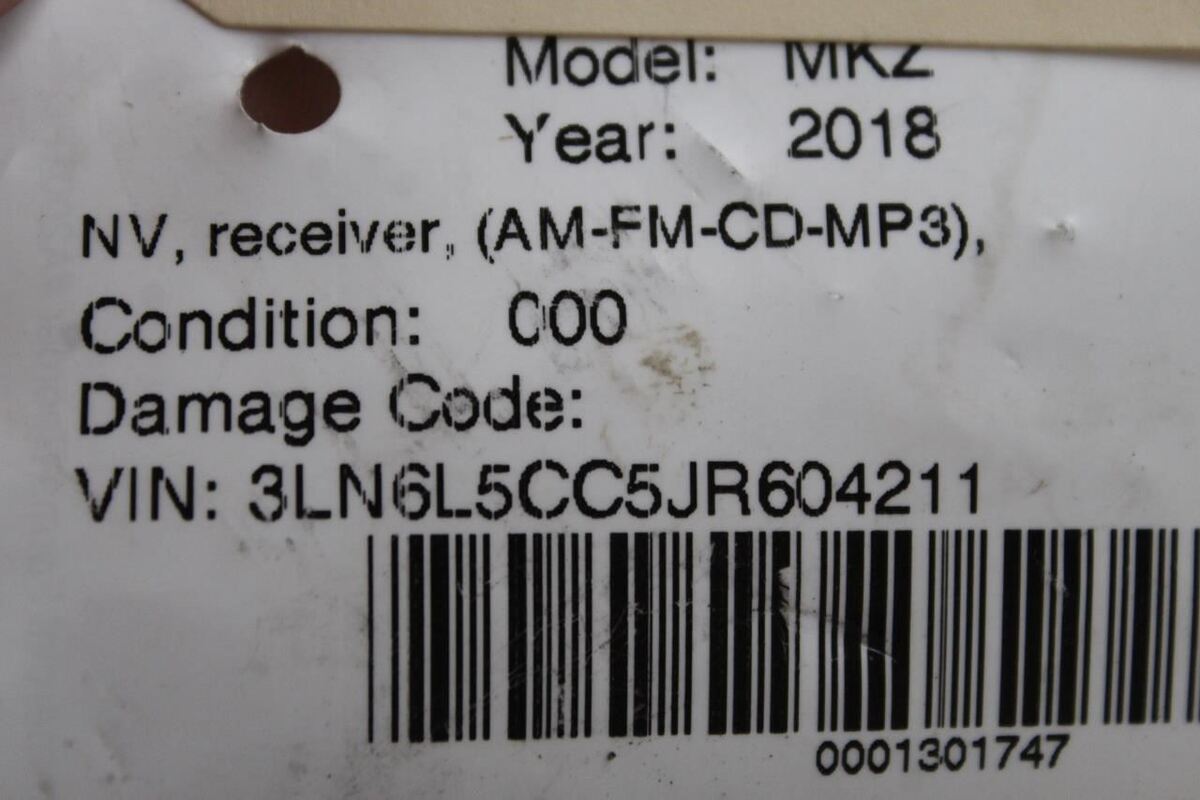 Model: MKZ
Year: 2018
NV, receiver, (AM-FM-CD-MP3),
Condition: 000
Damage Code:
VIN: 3LN6L5CC5JR604211
0001301747